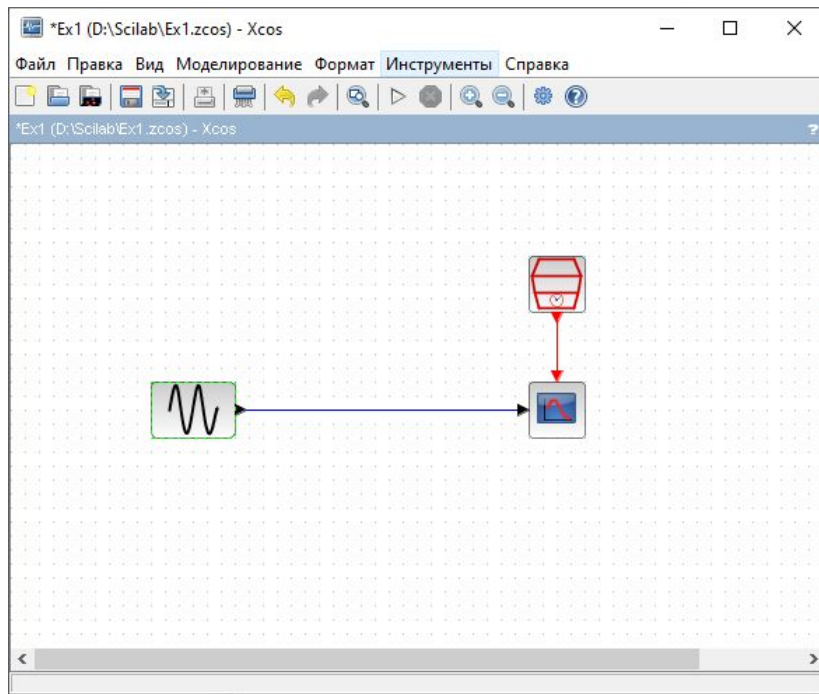 *Ex1 (D:\Scilab\Ex1.zcos) - Xcos
Файл Правка Вид Моделирование Формат Инструменты Справка
*Ex1 (D:\Scilab\Ex1.zcos) - Xcos ?